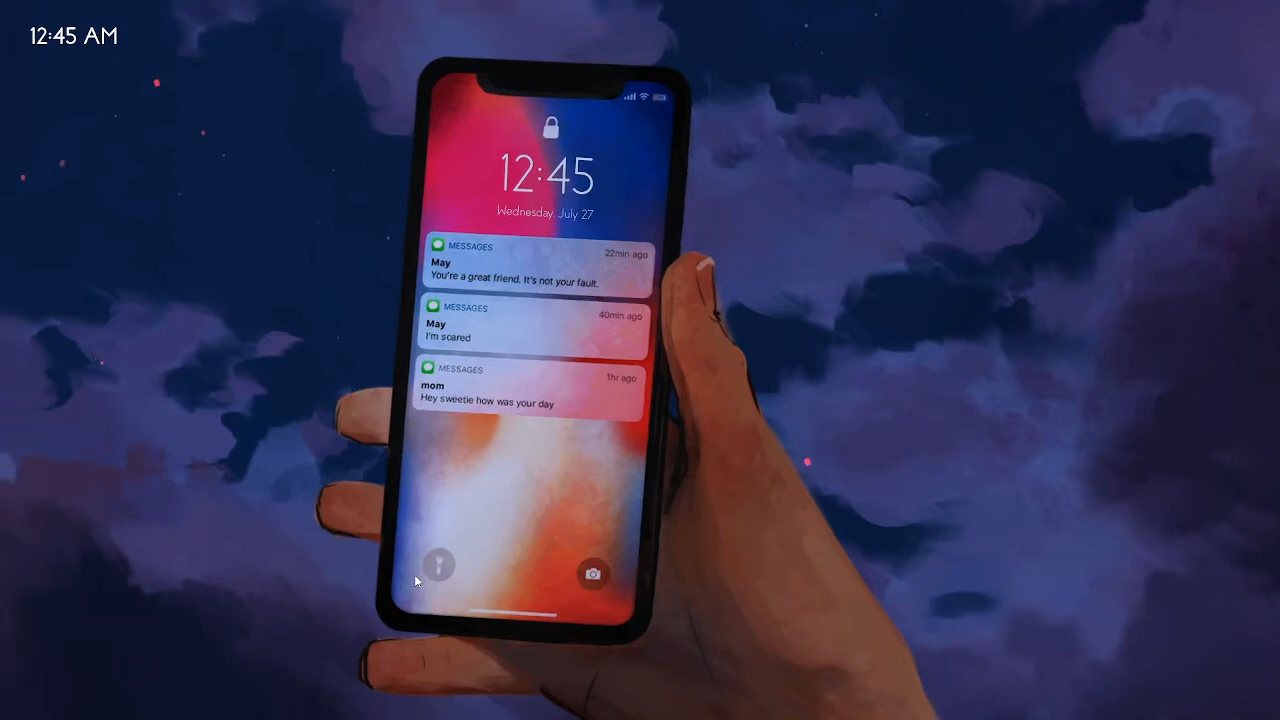 12:45 AM
12:45
Wednesday, July 27
MESSAGES
22min ago
May
You're a great friend. It's not your fault.
MESSAGES
40min ago
May
I'm scared
MESSAGES
1hr ago
mom
Hey sweetie how was your day